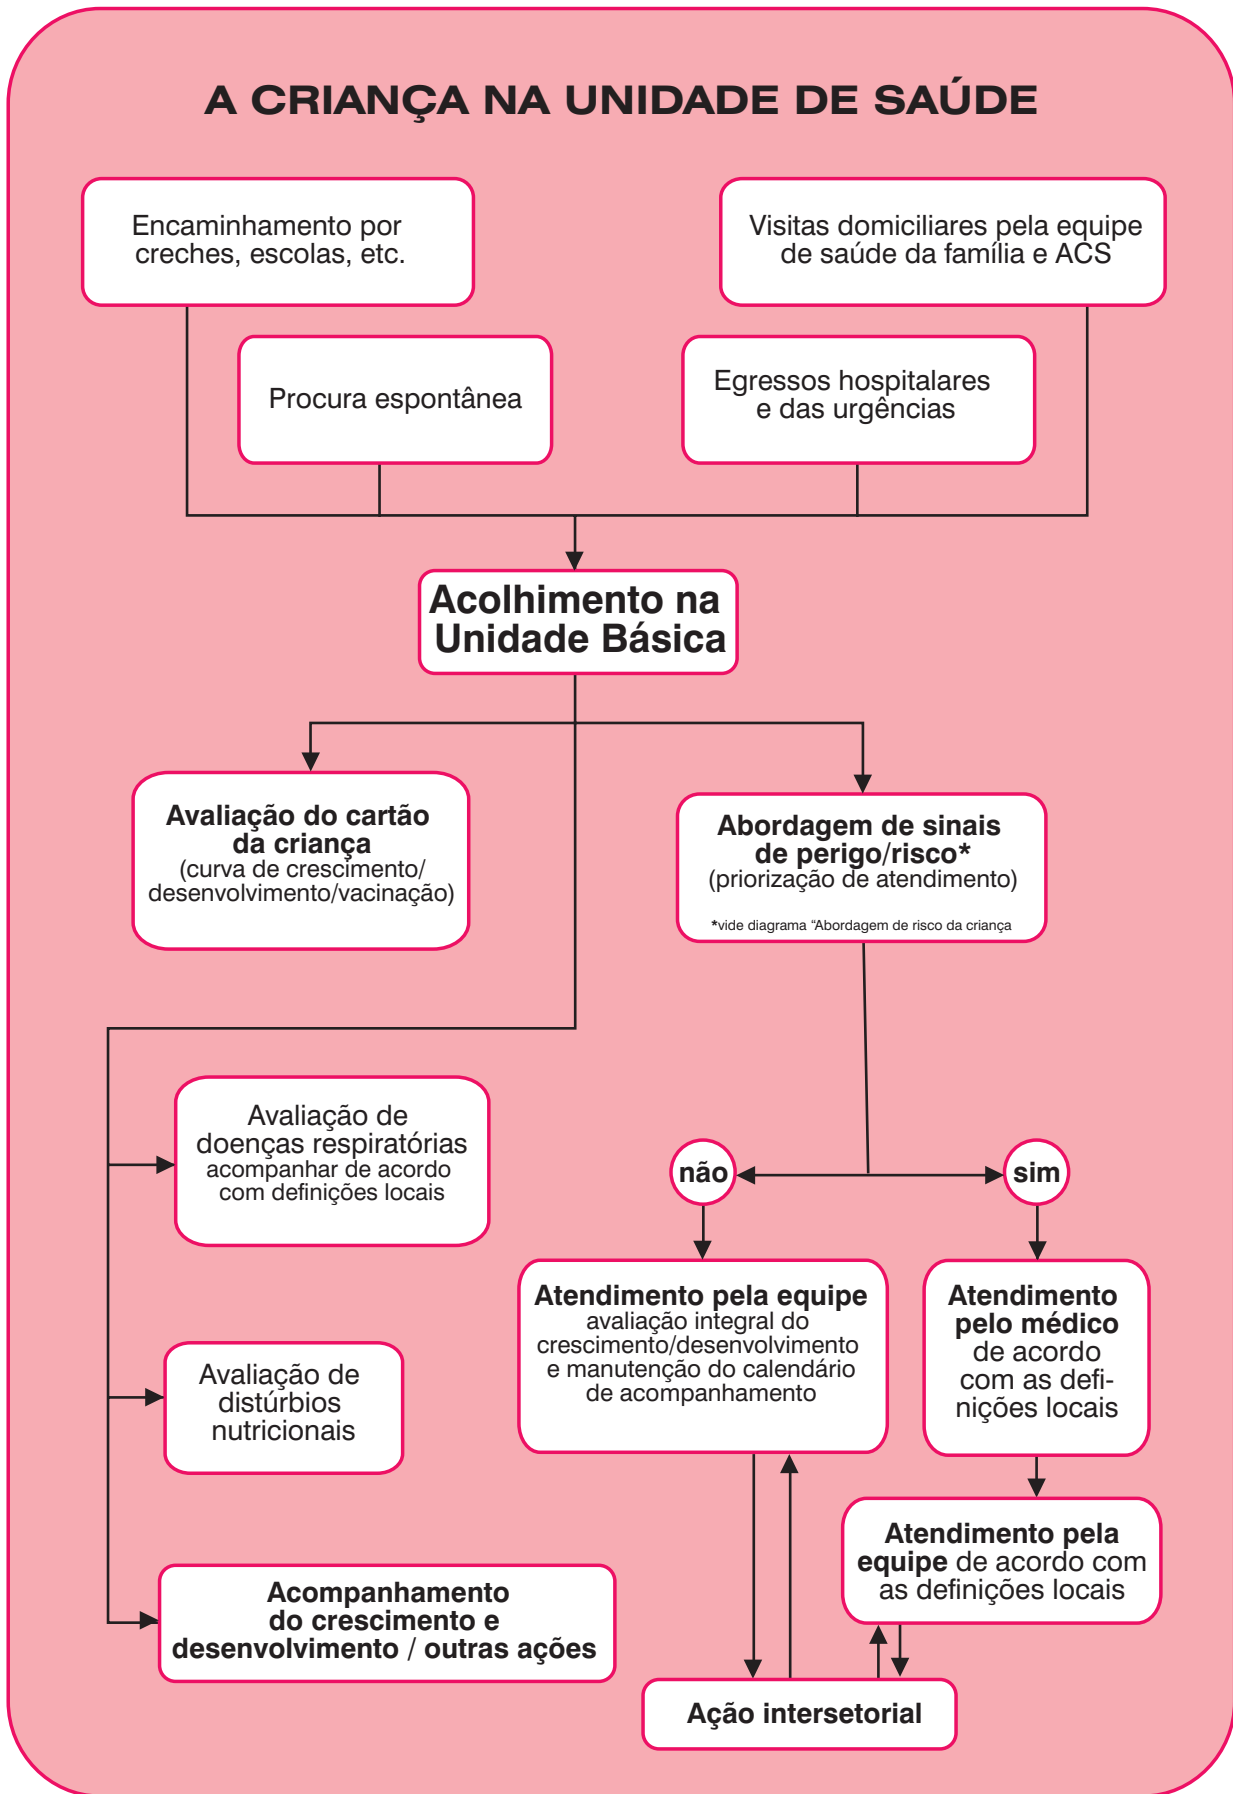 A CRIANÇA NA UNIDADE DE SAÚDE
Encaminhamento por
creches, escolas, etc.
Visitas domiciliares pela equipe
de saúde da família e ACS
Procura espontânea
Egressos hospitalares
e das urgências
Acolhimento na
Unidade Básica
Avaliação do cartão
da criança
(curva de crescimento/
desenvolvimento/vacinação)
Abordagem de sinais
de perigo/risco*
(priorização de atendimento)
*vide diagrama “Abordagem de risco da criança
Avaliação de
doenças respiratórias
acompanhar de acordo
com definições locais
não
sim
Atendimento pela equipe
avaliação integral do
crescimento/desenvolvimento
e manutenção do calendário
de acompanhamento
Atendimento
pelo médico
de acordo
com as defi-
nições locais
Avaliação de
distúrbios
nutricionais
Atendimento pela
equipe de acordo com
as definições locais
Acompanhamento
do crescimento e
desenvolvimento / outras ações
Ação intersetorial